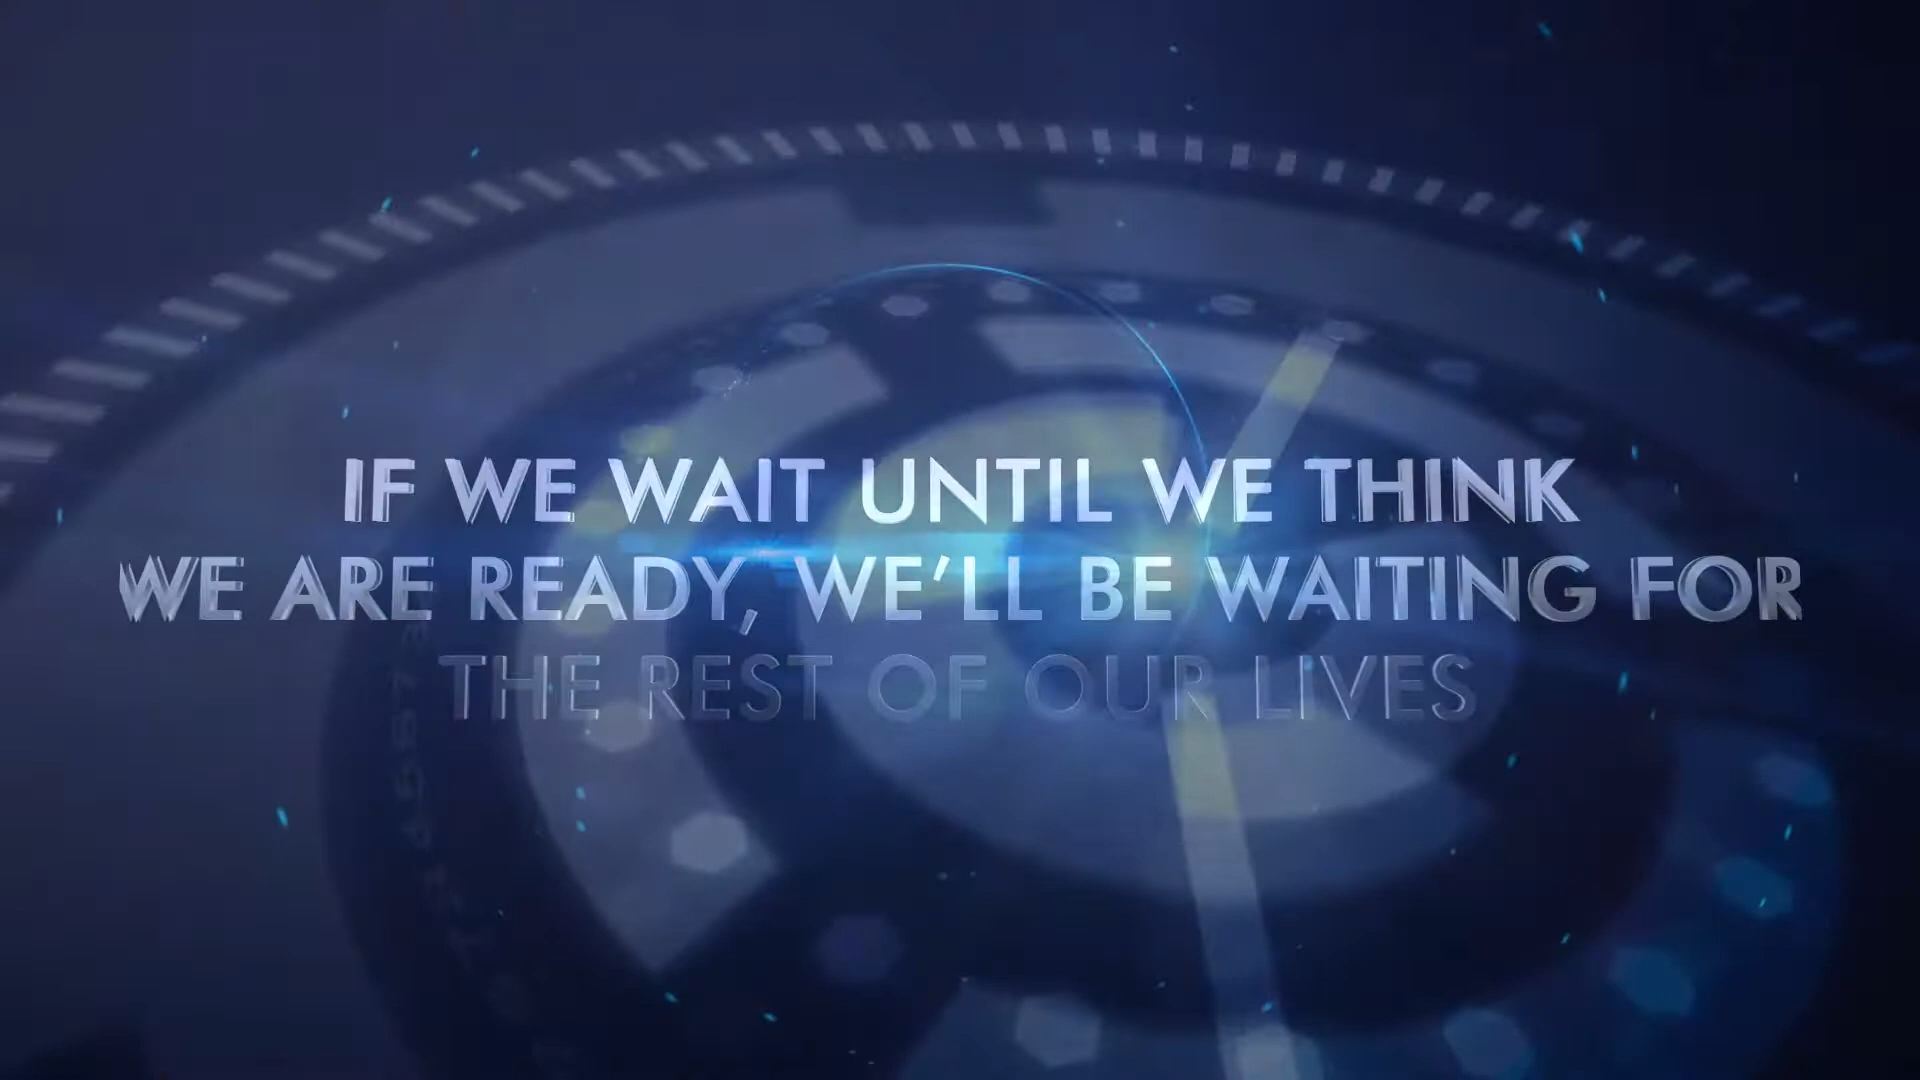 IF WE WAIT UNTIL WE THINK
WE ARE READY, WE'LL BE WAITING FOR
THE REST OF OUR LIVES